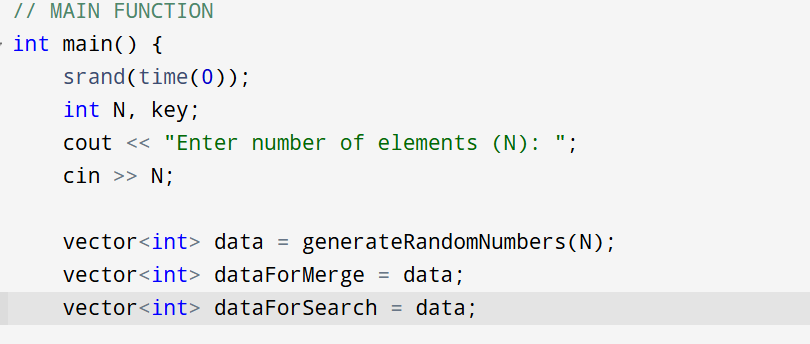 // MAIN FUNCTION
int main() {
srand(time(0));
int N, key;
cout << "Enter number of elements (N): ";
cin >> N;
vector<int> data = generateRandomNumbers(N);
vector<int> dataForMerge = data;
vector<int> dataForSearch = data;